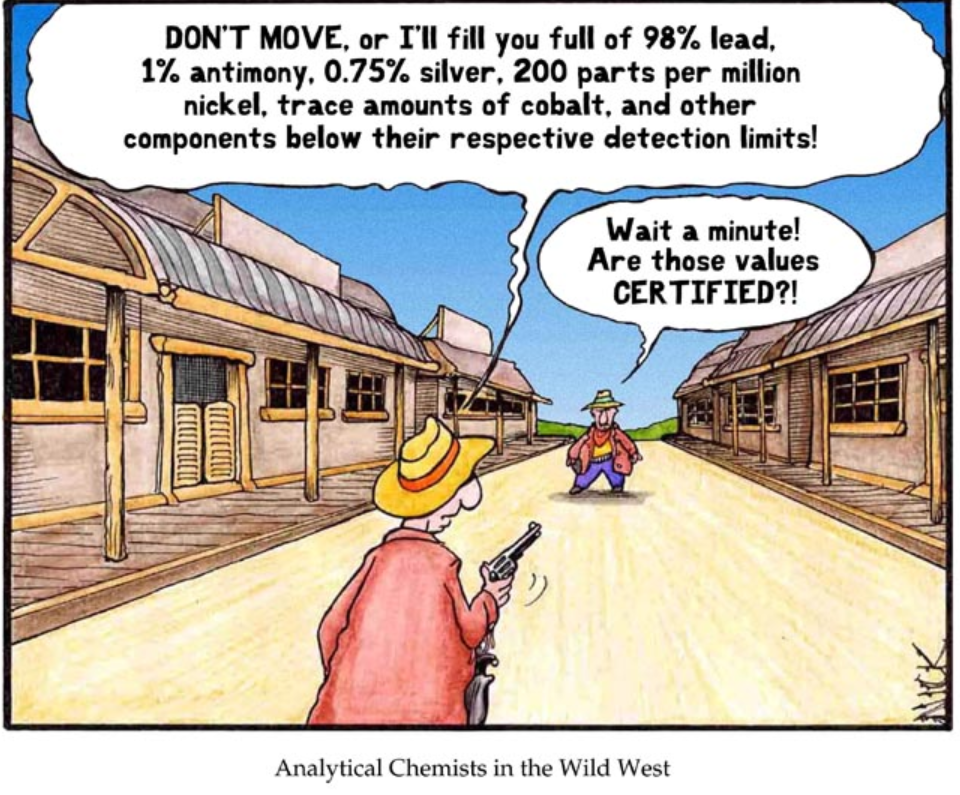 DON'T MOVE, or I'll fill you full of 98% lead,
1% antimony, 0.75% silver, 200 parts per million
nickel, trace amounts of cobalt, and other
components below their respective detection limits!
Wait a minute!
Are those values
CERTIFIED?!
NICK
Analytical Chemists in the Wild West